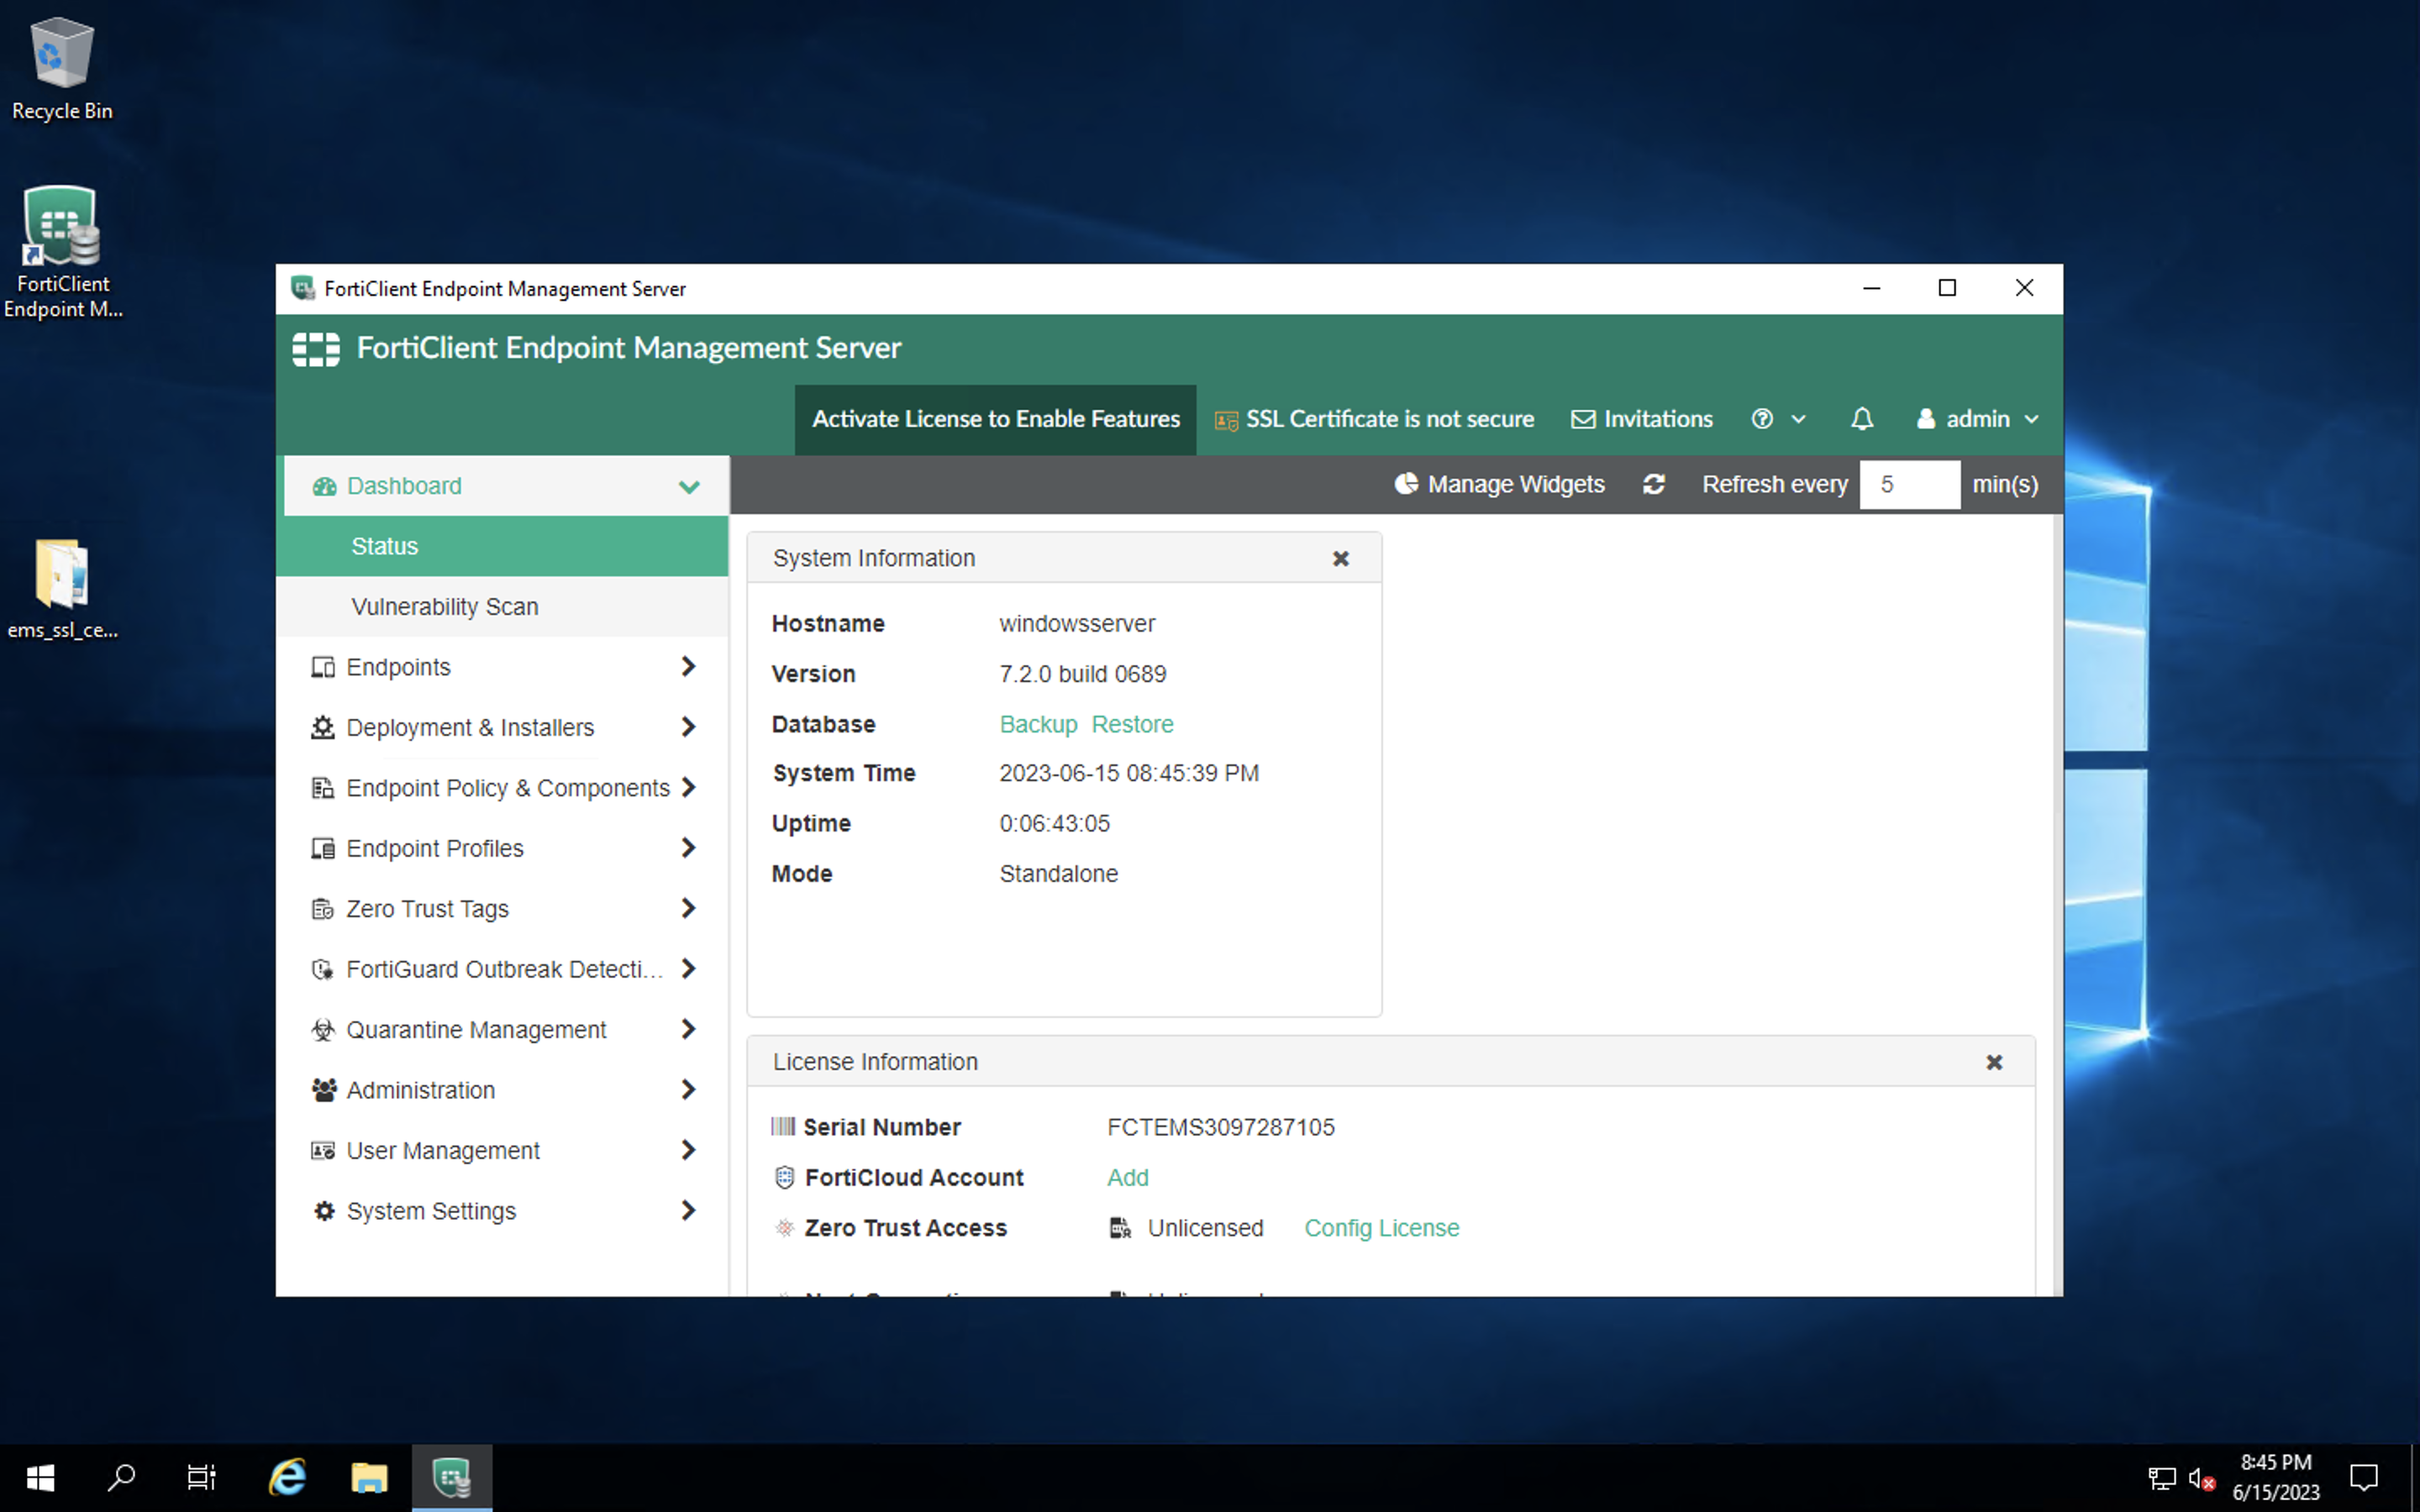 Recycle Bin
FortiClient
Endpoint M...
ems_ssl_ce...
FortiClient Endpoint Management Server
FortiClient Endpoint Management Server
Activate License to Enable Features
SSL Certificate is not secure
Invitations
admin
Manage Widgets
Refresh every 5 min(s)
Dashboard
Status
Vulnerability Scan
Endpoints
Deployment & Installers
Endpoint Policy & Components
Endpoint Profiles
Zero Trust Tags
FortiGuard Outbreak Detecti...
Quarantine Management
Administration
User Management
System Settings
System Information
Hostname windowsserver
Version 7.2.0 build 0689
Database Backup Restore
System Time 2023-06-15 08:45:39 PM
Uptime 0:06:43:05
Mode Standalone
License Information
Serial Number FCTEMS3097287105
FortiCloud Account Add
Zero Trust Access Unlicensed Config License
8:45 PM
6/15/2023